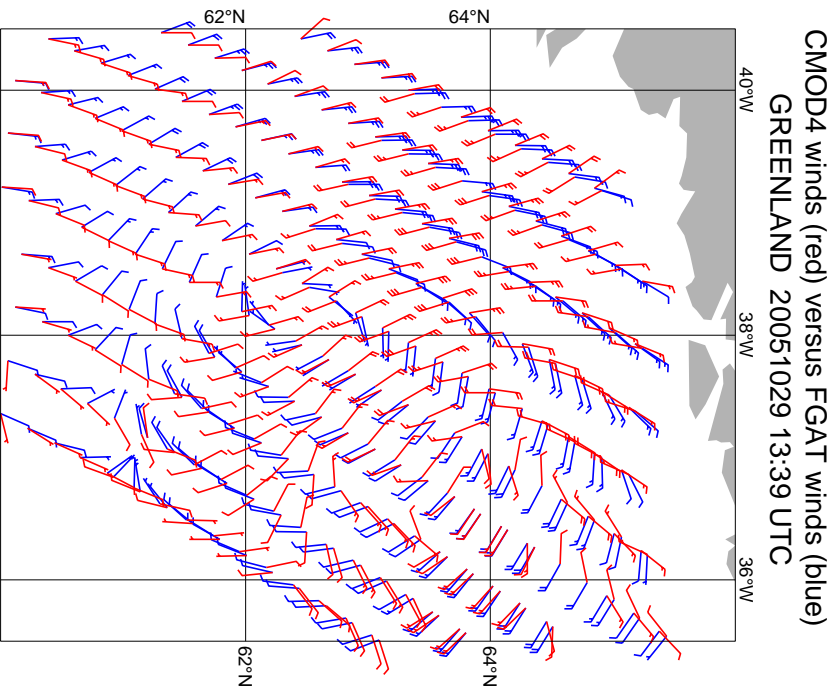 CMOD4 winds (red) versus FGAT winds (blue)
GREENLAND 20051029 13:39 UTC
62°N
64°N
40°W
38°W
36°W
62°N
64°N